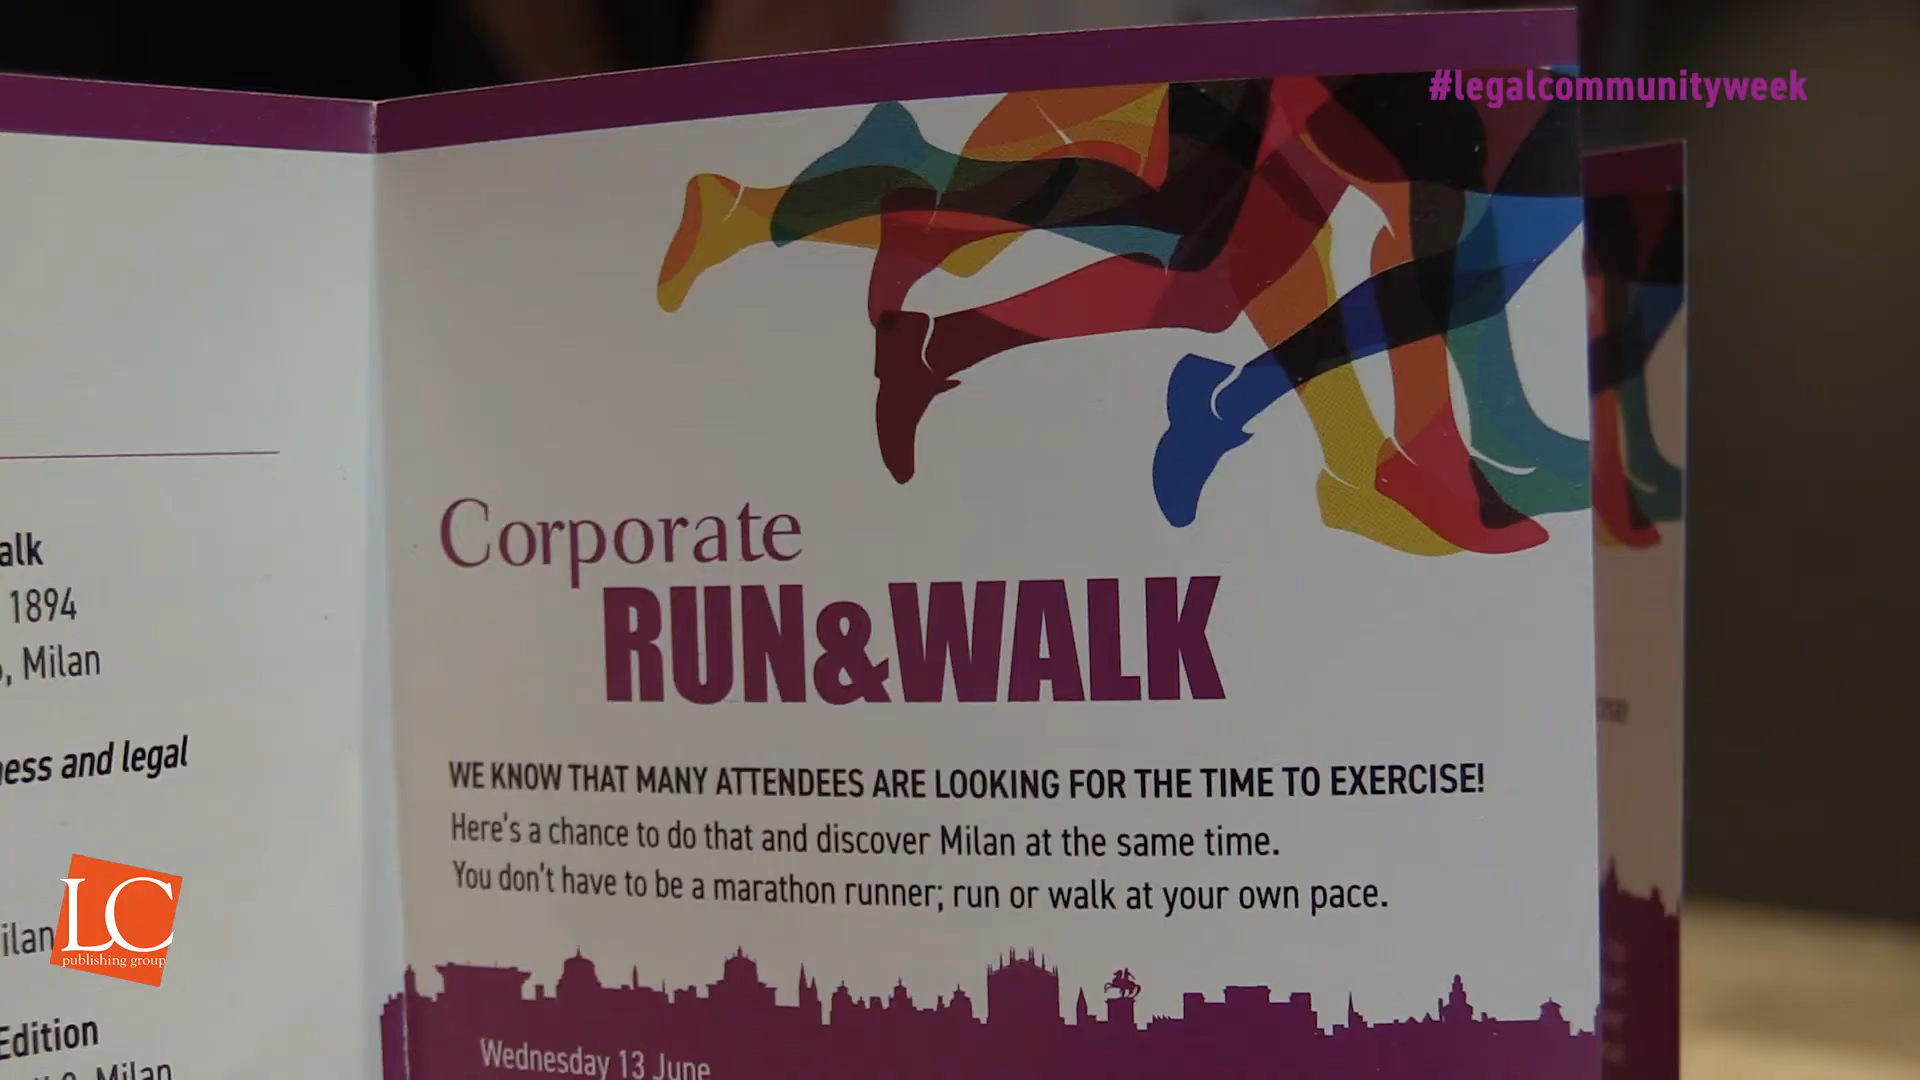 #legalcommunityweek
alk
1894
, Milan
ess and legal
ilan
Edition
Milan
Corporate
RUN&WALK
WE KNOW THAT MANY ATTENDEES ARE LOOKING FOR THE TIME TO EXERCISE!
Here's a chance to do that and discover Milan at the same time.
You don't have to be a marathon runner; run or walk at your own pace.
Wednesday 13 June
LC
publishing group